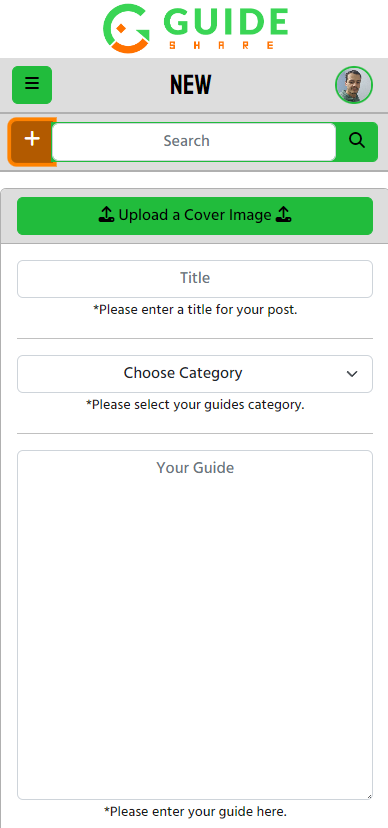 GUIDE
SHARE
NEW
Search
Upload a Cover Image
Title
*Please enter a title for your post.
Choose Category
*Please select your guides category.
Your Guide
*Please enter your guide here.